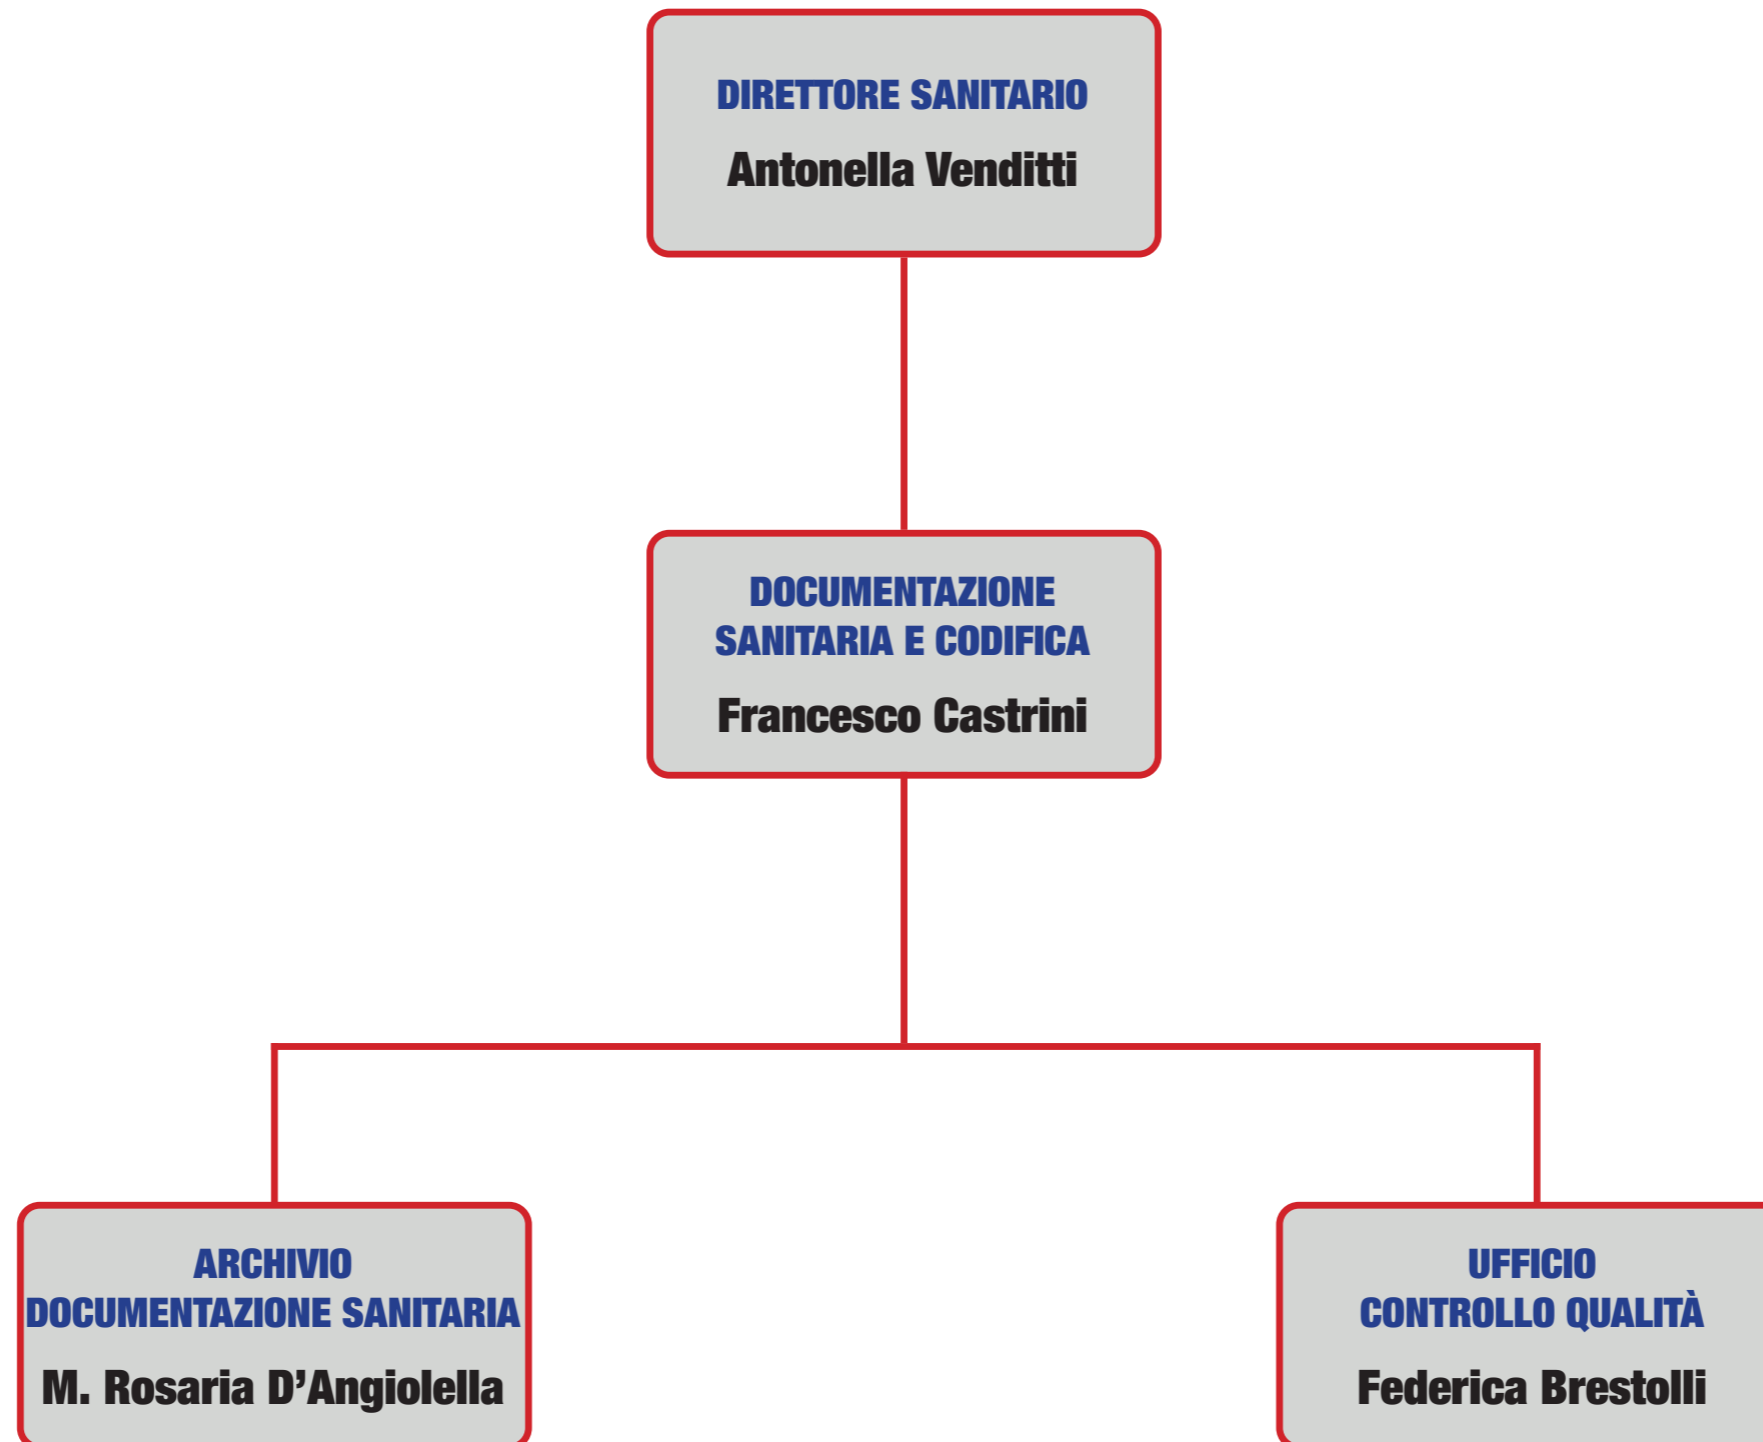 DIRETTORE SANITARIO
Antonella Venditti
DOCUMENTAZIONE
SANITARIA E CODIFICA
Francesco Castrini
ARCHIVIO
DOCUMENTAZIONE SANITARIA
M. Rosaria D’Angiolella
UFFICIO
CONTROLLO QUALITÀ
Federica Brestolli